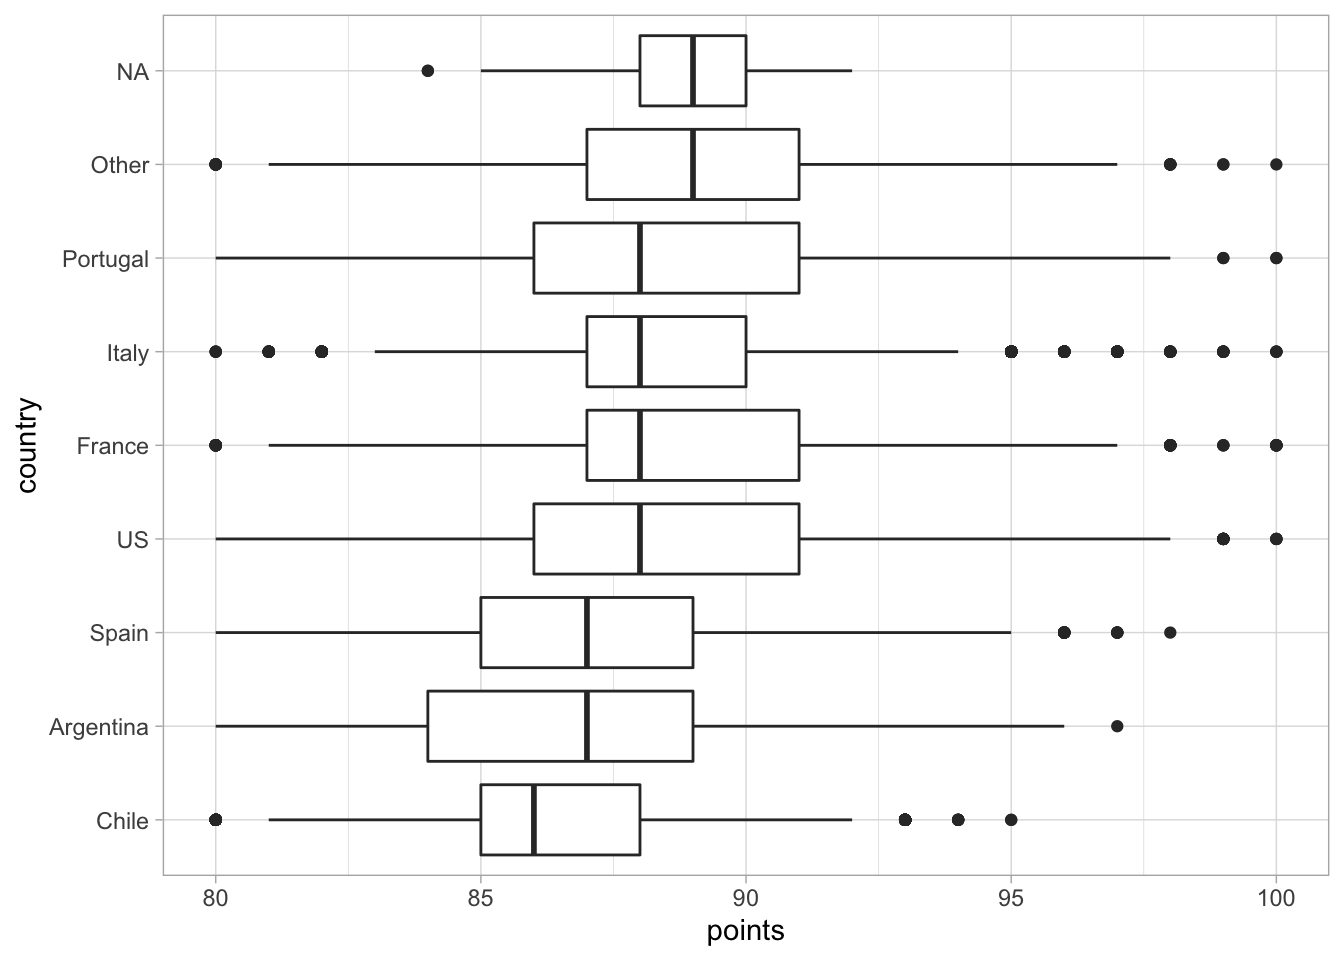 NA
Other
Portugal
Italy
France
US
Spain
Argentina
Chile
country
80 85 90 95 100
points